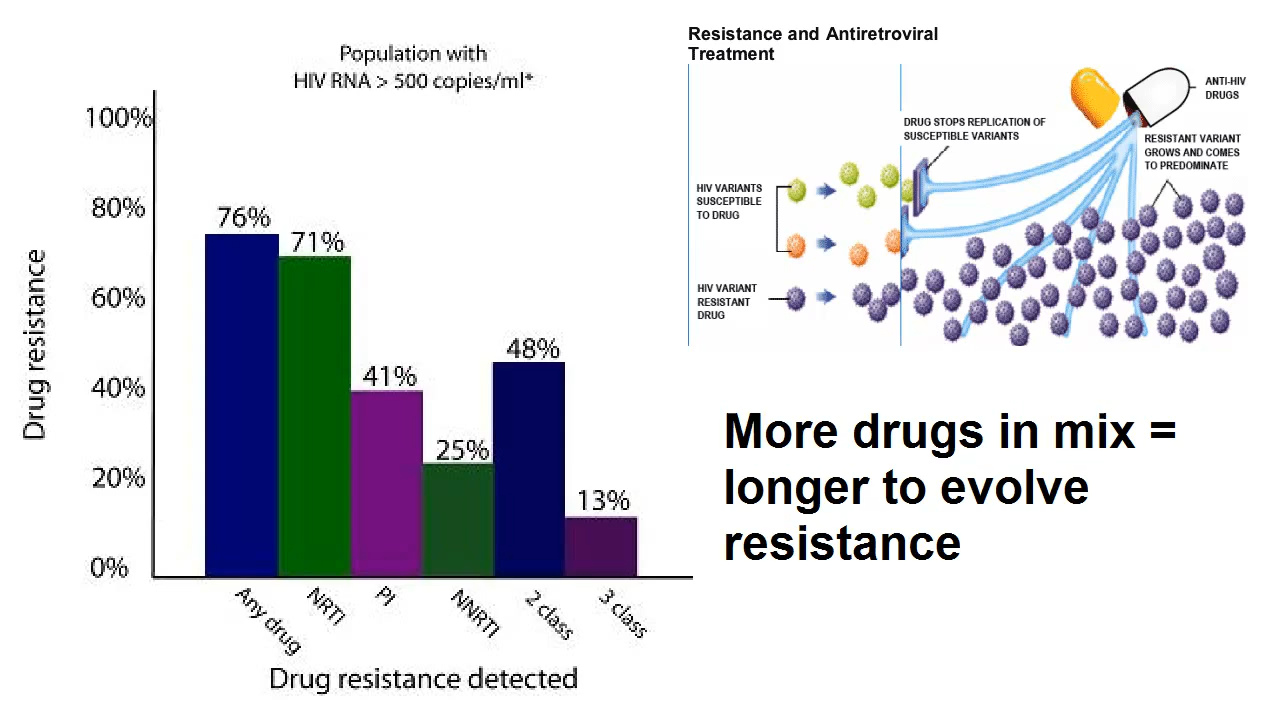 Population with
HIV RNA > 500 copies/ml*
Drug resistance
100%
80%
60%
40%
20%
0%
76%
71%
41%
25%
48%
13%
Any drug
NRTI
PI
NNRTI
2 class
3 class
Drug resistance detected
Resistance and Antiretroviral
Treatment
ANTI-HIV
DRUGS
DRUG STOPS REPLICATION OF
SUSCEPTIBLE VARIANTS
RESISTANT VARIANT
GROWS AND COMES
TO PREDOMINATE
HIV VARIANTS
SUSCEPTIBLE
TO DRUG
HIV VARIANT
RESISTANT
DRUG
More drugs in mix =
longer to evolve
resistance